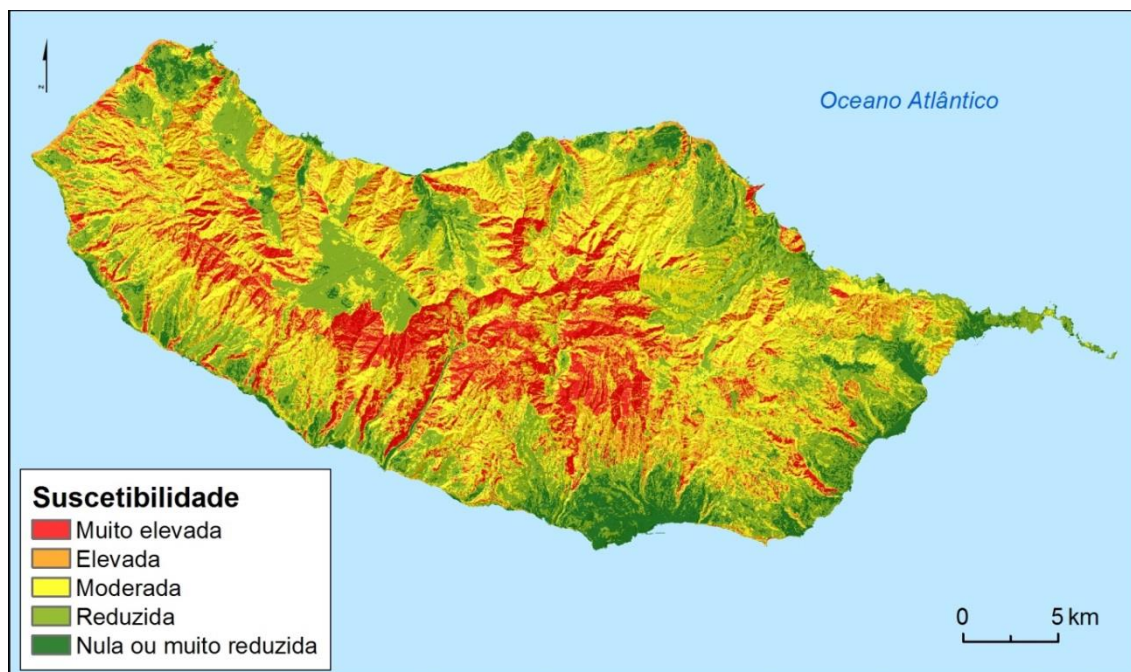 Oceano Atlântico
Suscetibilidade
Muito elevada
Elevada
Moderada
Reduzida
Nula ou muito reduzida
0 5 km